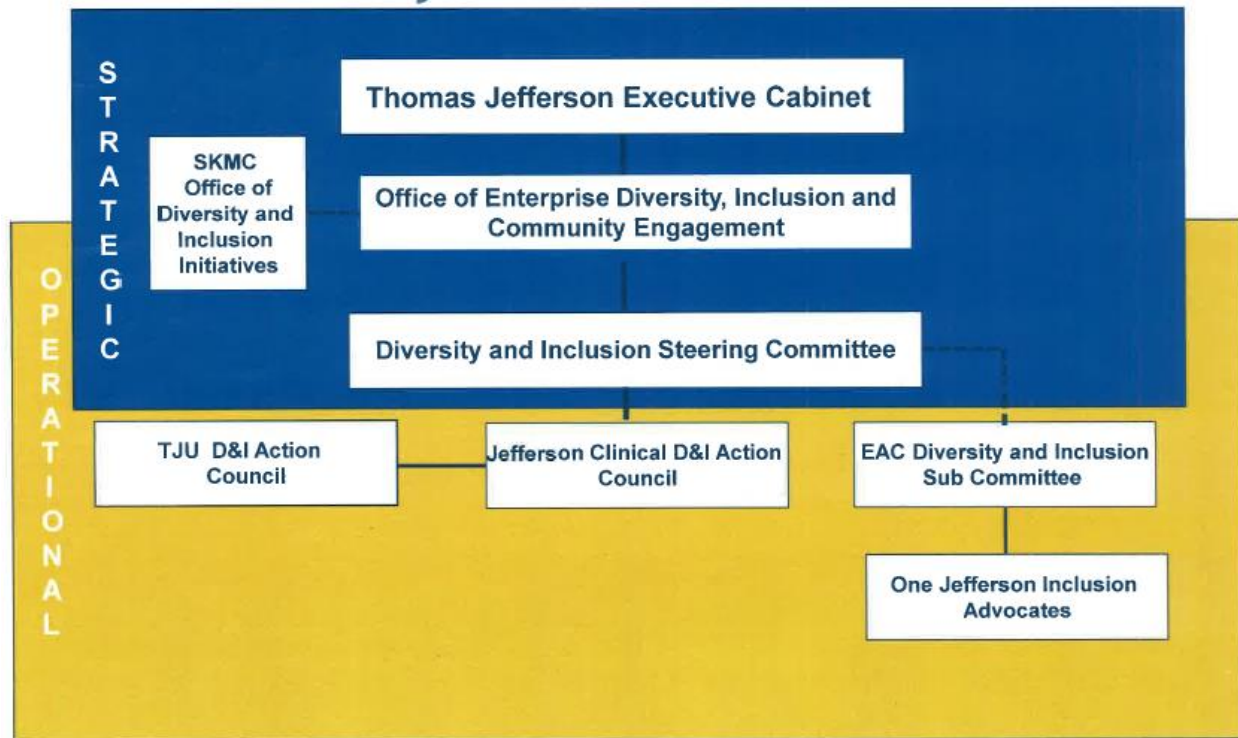 STRATEGIC
Thomas Jefferson Executive Cabinet
SKMC
Office of
Diversity and
Inclusion
Initiatives
Office of Enterprise Diversity, Inclusion and
Community Engagement
Diversity and Inclusion Steering Committee
OPERATIONAL
TJU D&I Action
Council
Jefferson Clinical D&I Action
Council
EAC Diversity and Inclusion
Sub Committee
One Jefferson Inclusion
Advocates